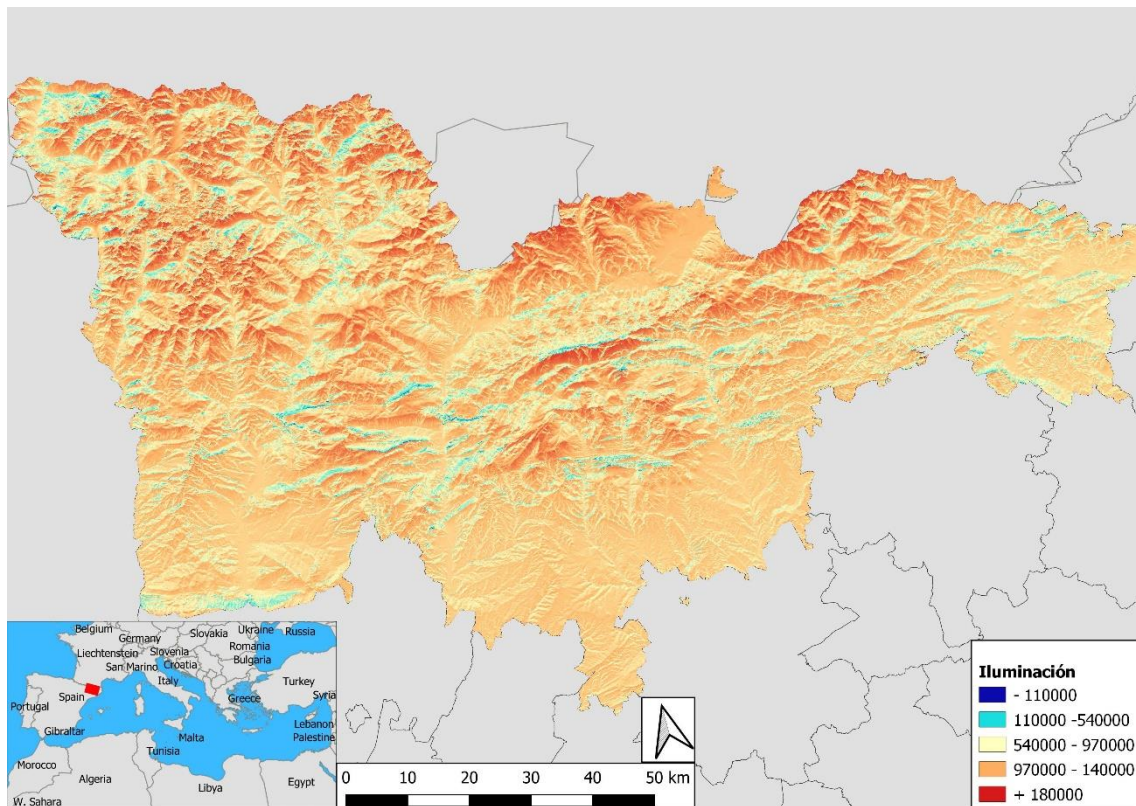 Belgium
Germany
Slovakia
Ukraine
Russia
Liechtenstein
Slovenia
Romania
San Marino
Croatia
Bulgaria
Italy
Spain
Turkey
Portugal
Greece
Syria
Gibraltar
Malta
Lebanon
Tunisia
Palestine
Morocco
Algeria
Libya
Egypt
W. Sahara
0 10 20 30 40 50 km
Iluminación
- 110000
110000 -540000
540000 - 970000
970000 - 140000
+ 180000